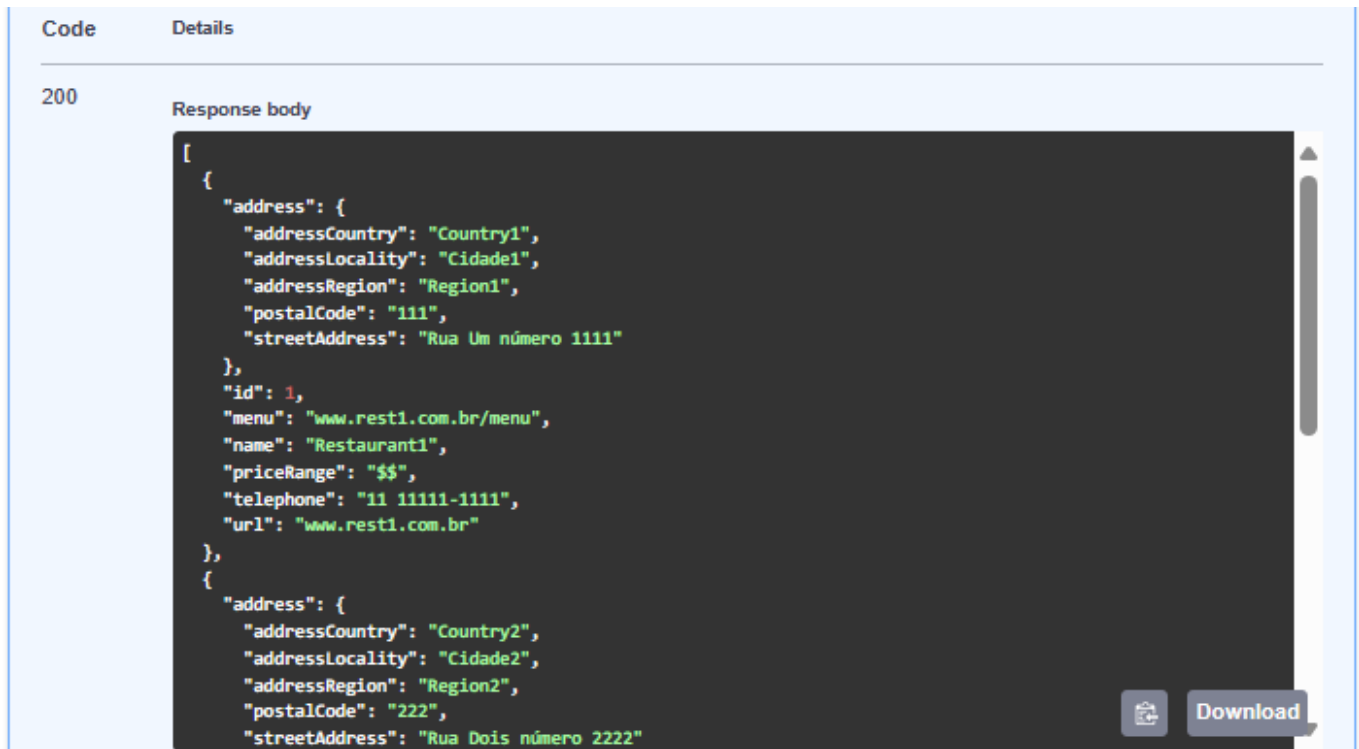 Code Details
200
Response body
[
{
"address": {
"addressCountry": "Country1",
"addressLocality": "Cidade1",
"addressRegion": "Region1",
"postalCode": "111",
"streetAddress": "Rua Um número 1111"
},
"id": 1,
"menu": "www.rest1.com.br/menu",
"name": "Restaurant1",
"priceRange": "$$",
"telephone": "11 11111-1111",
"url": "www.rest1.com.br"
},
{
"address": {
"addressCountry": "Country2",
"addressLocality": "Cidade2",
"addressRegion": "Region2",
"postalCode": "222",
"streetAddress": "Rua Dois número 2222"
Download